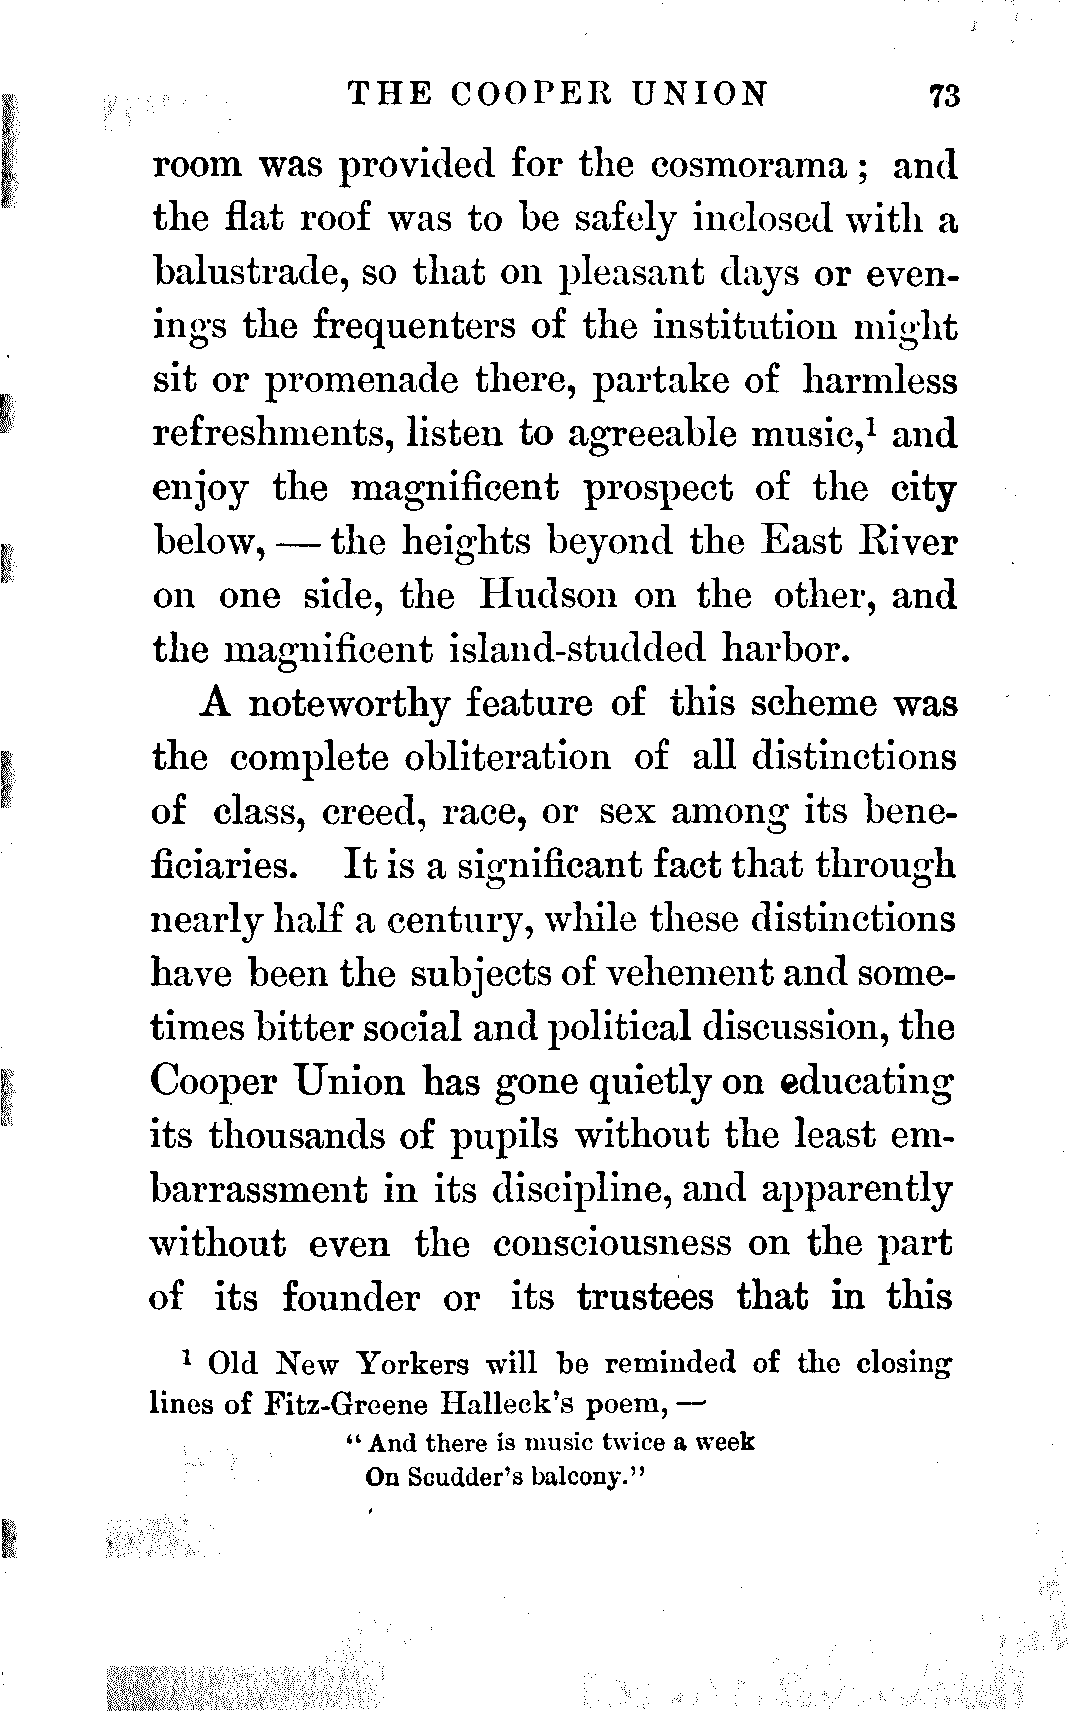 THE COOPER UNION 73
room was provided for the cosmorama; and
the flat roof was to be safely inclosed with a
balustrade, so that on pleasant days or even-
ings the frequenters of the institution might
sit or promenade there, partake of harmless
refreshments, listen to agreeable music,¹ and
enjoy the magnificent prospect of the city
below, — the heights beyond the East River
on one side, the Hudson on the other, and
the magnificent island-studded harbor.
A noteworthy feature of this scheme was
the complete obliteration of all distinctions
of class, creed, race, or sex among its bene-
ficiaries. It is a significant fact that through
nearly half a century, while these distinctions
have been the subjects of vehement and some-
times bitter social and political discussion, the
Cooper Union has gone quietly on educating
its thousands of pupils without the least em-
barrassment in its discipline, and apparently
without even the consciousness on the part
of its founder or its trustees that in this
¹ Old New Yorkers will be reminded of the closing
lines of Fitz-Greene Halleck's poem, —
"And there is music twice a week
On Scudder's balcony."